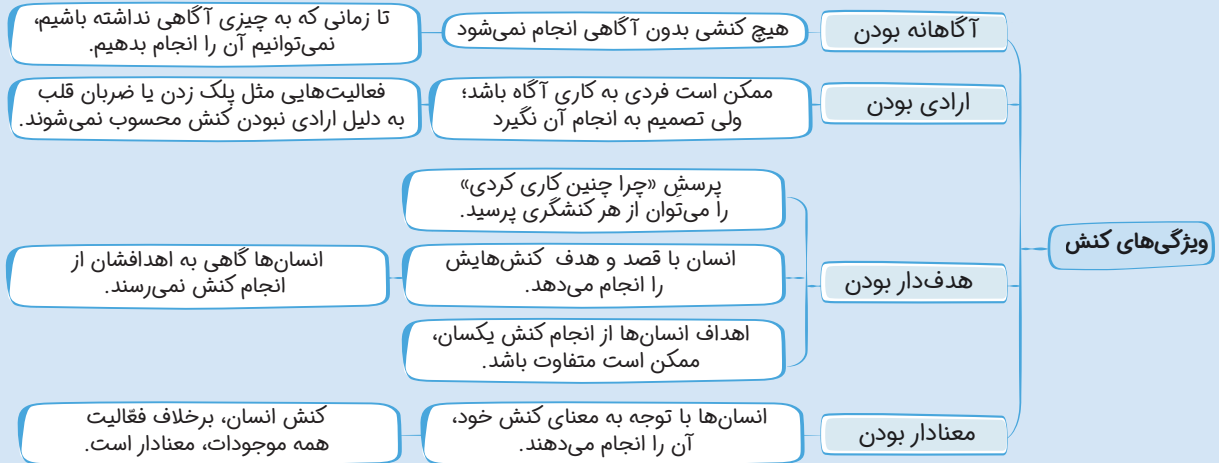 ویژگی‌های کنش
آگاهانه بودن
هیچ کنشی بدون آگاهی انجام نمی‌شود
تا زمانی که به چیزی آگاهی نداشته باشیم،
نمی‌توانیم آن را انجام بدهیم.
ارادی بودن
ممکن است فردی به کاری آگاه باشد؛
ولی تصمیم به انجام آن نگیرد
فعالیت‌هایی مثل پلک زدن یا ضربان قلب
به دلیل ارادی نبودن کنش محسوب نمی‌شوند.
هدف‌دار بودن
پرسشِ «چرا چنین کاری کردی»
را می‌توان از هر کنشگری پرسید.
انسان با قصد و هدف کنش‌هایش
را انجام می‌دهد.
انسان‌ها گاهی به اهدافشان از
انجام کنش نمی‌رسند.
اهداف انسان‌ها از انجام کنش یکسان،
ممکن است متفاوت باشد.
معنادار بودن
انسان‌ها با توجه به معنای کنش خود،
آن را انجام می‌دهند.
کنش انسان، برخلاف فعّالیت
همه موجودات، معنادار است.